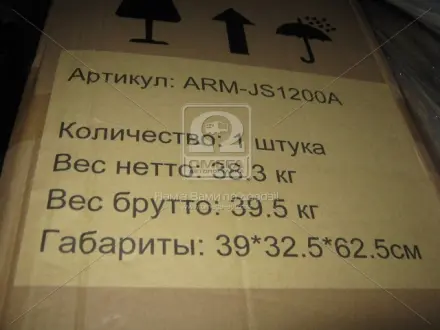 Артикул: ARM-JS1200A
Количество: 1 штука
Вес нетто: 38.3 кг
Вес брутто: 39.5 кг
Габариты: 39*32.5*62.5см